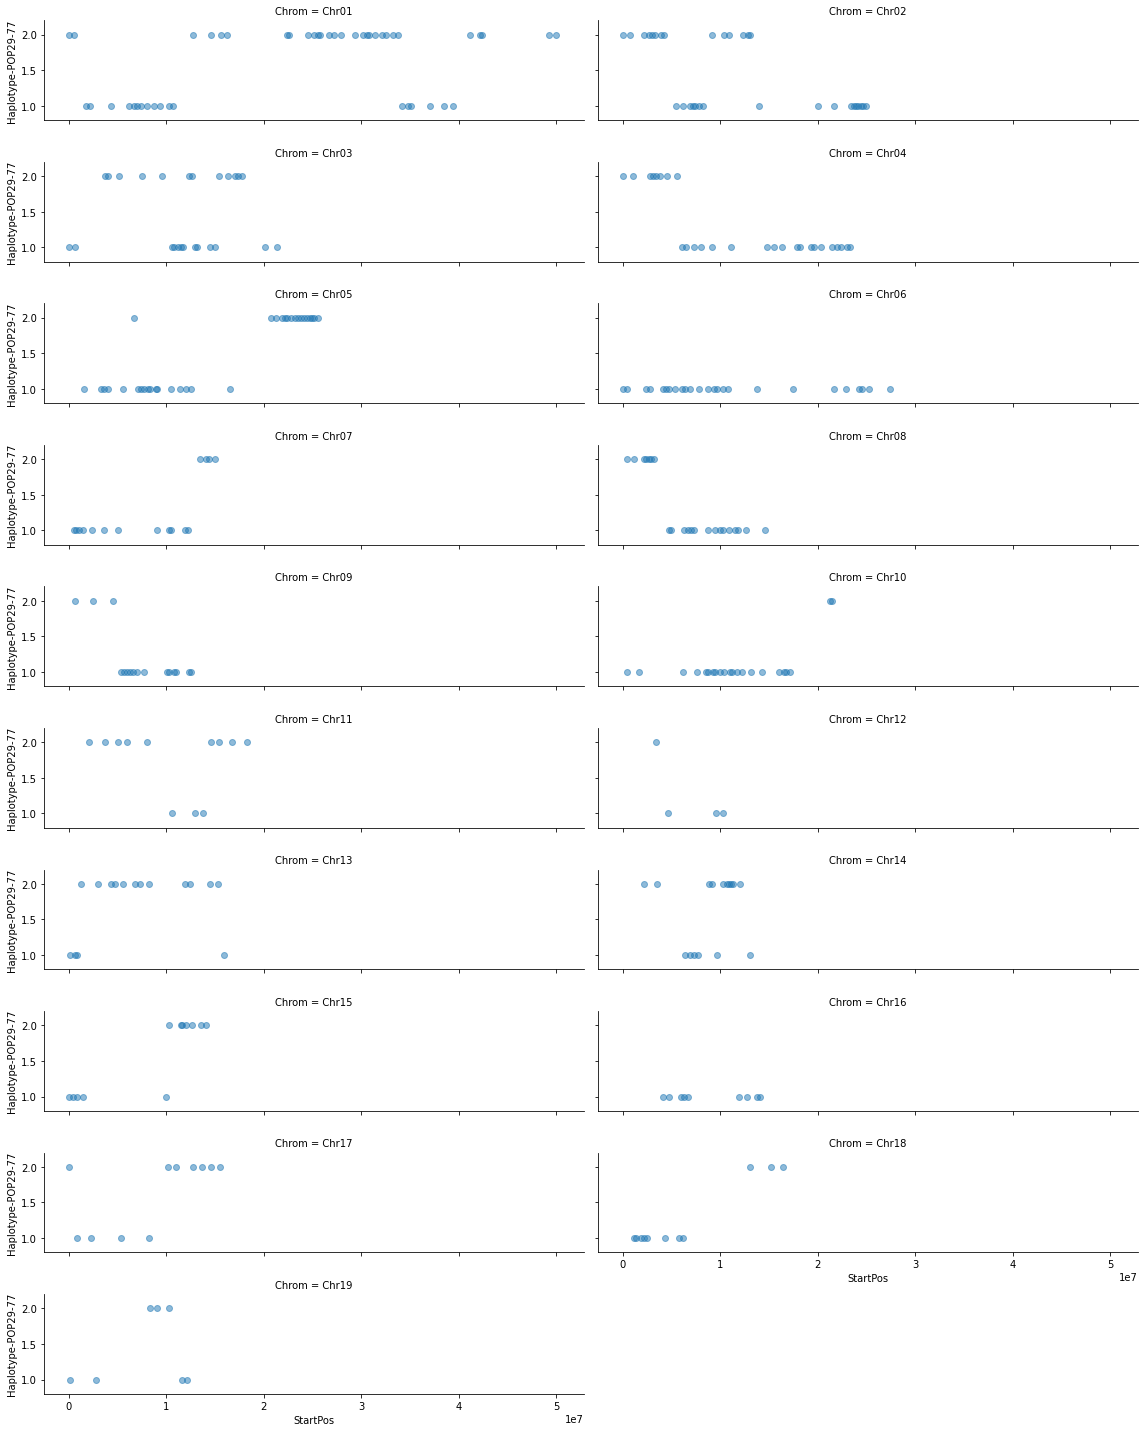 Chrom = Chr01
Chrom = Chr02
Haplotype-POP29-77
2.0
1.5
1.0
Chrom = Chr03
Chrom = Chr04
Haplotype-POP29-77
2.0
1.5
1.0
Chrom = Chr05
Chrom = Chr06
Haplotype-POP29-77
2.0
1.5
1.0
Chrom = Chr07
Chrom = Chr08
Haplotype-POP29-77
2.0
1.5
1.0
Chrom = Chr09
Chrom = Chr10
Haplotype-POP29-77
2.0
1.5
1.0
Chrom = Chr11
Chrom = Chr12
Haplotype-POP29-77
2.0
1.5
1.0
Chrom = Chr13
Chrom = Chr14
Haplotype-POP29-77
2.0
1.5
1.0
Chrom = Chr15
Chrom = Chr16
Haplotype-POP29-77
2.0
1.5
1.0
Chrom = Chr17
Chrom = Chr18
Haplotype-POP29-77
2.0
1.5
1.0
0 1 2 3 4 5
StartPos
1e7
Chrom = Chr19
Haplotype-POP29-77
2.0
1.5
1.0
0 1 2 3 4 5
StartPos
1e7